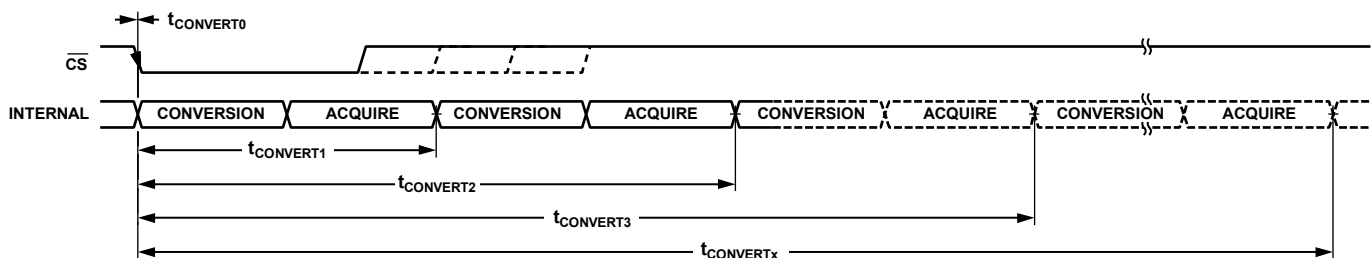 tCONVERT0
CS
INTERNAL CONVERSION ACQUIRE CONVERSION ACQUIRE CONVERSION ACQUIRE CONVERSION ACQUIRE
tCONVERT1
tCONVERT2
tCONVERT3
tCONVERTx